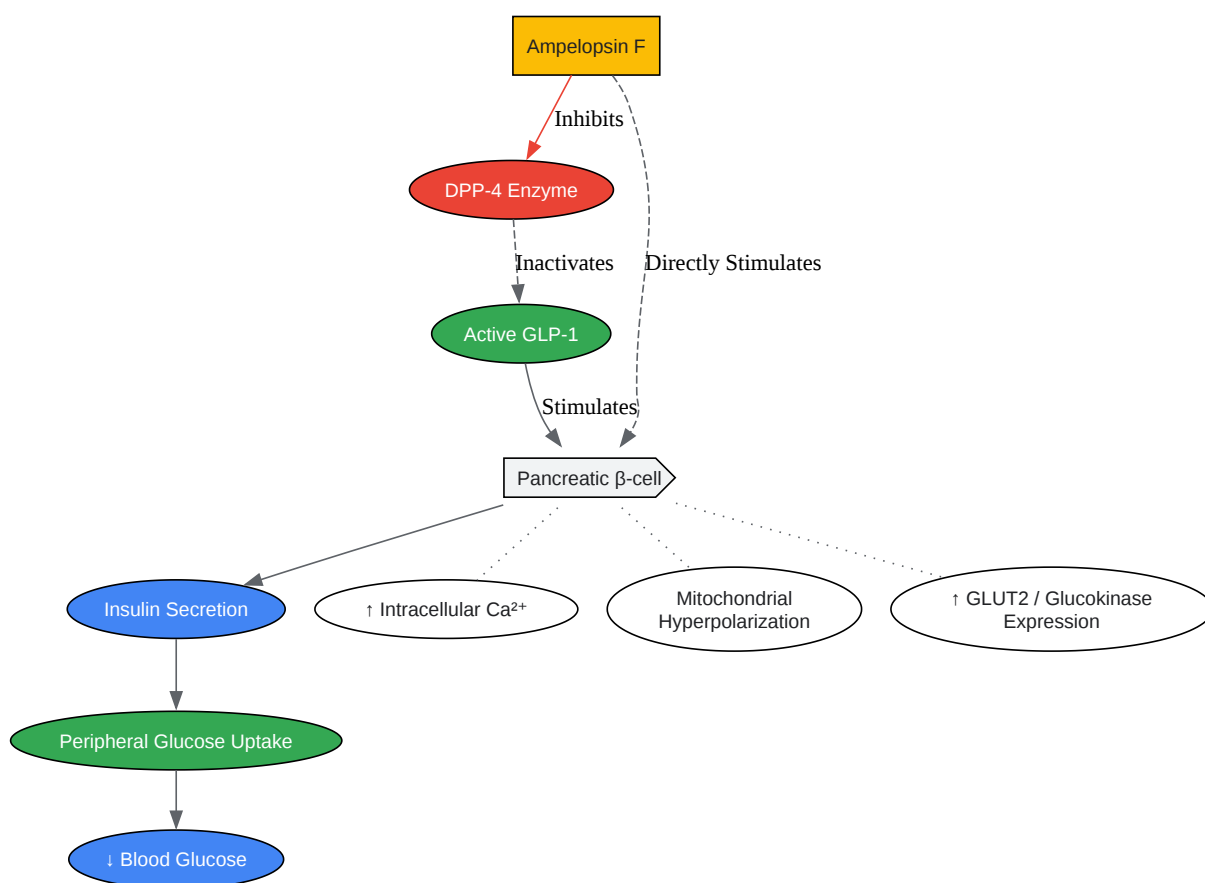 Ampelopsin F
Inhibits
DPP-4 Enzyme
Inactivates
Directly Stimulates
Active GLP-1
Stimulates
Pancreatic β-cell
Insulin Secretion
↑ Intracellular Ca²⁺
Mitochondrial
Hyperpolarization
↑ GLUT2 / Glucokinase
Expression
Peripheral Glucose Uptake
↓ Blood Glucose